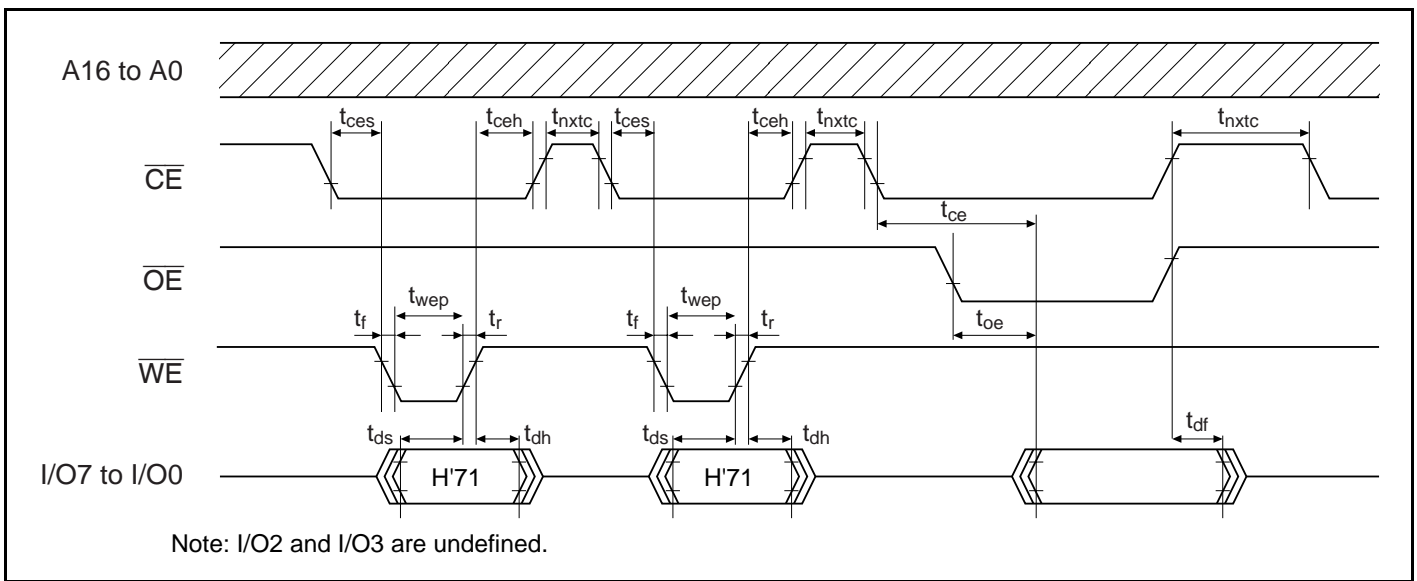 A16 to A0
tces tceh tnxtc tces tceh tnxtc tnxtc
CE
tce
OE
twep twep
tf tr tf tr toe
WE
tds tdh tds tdh tdf
I/O7 to I/O0 H'71 H'71
Note: I/O2 and I/O3 are undefined.